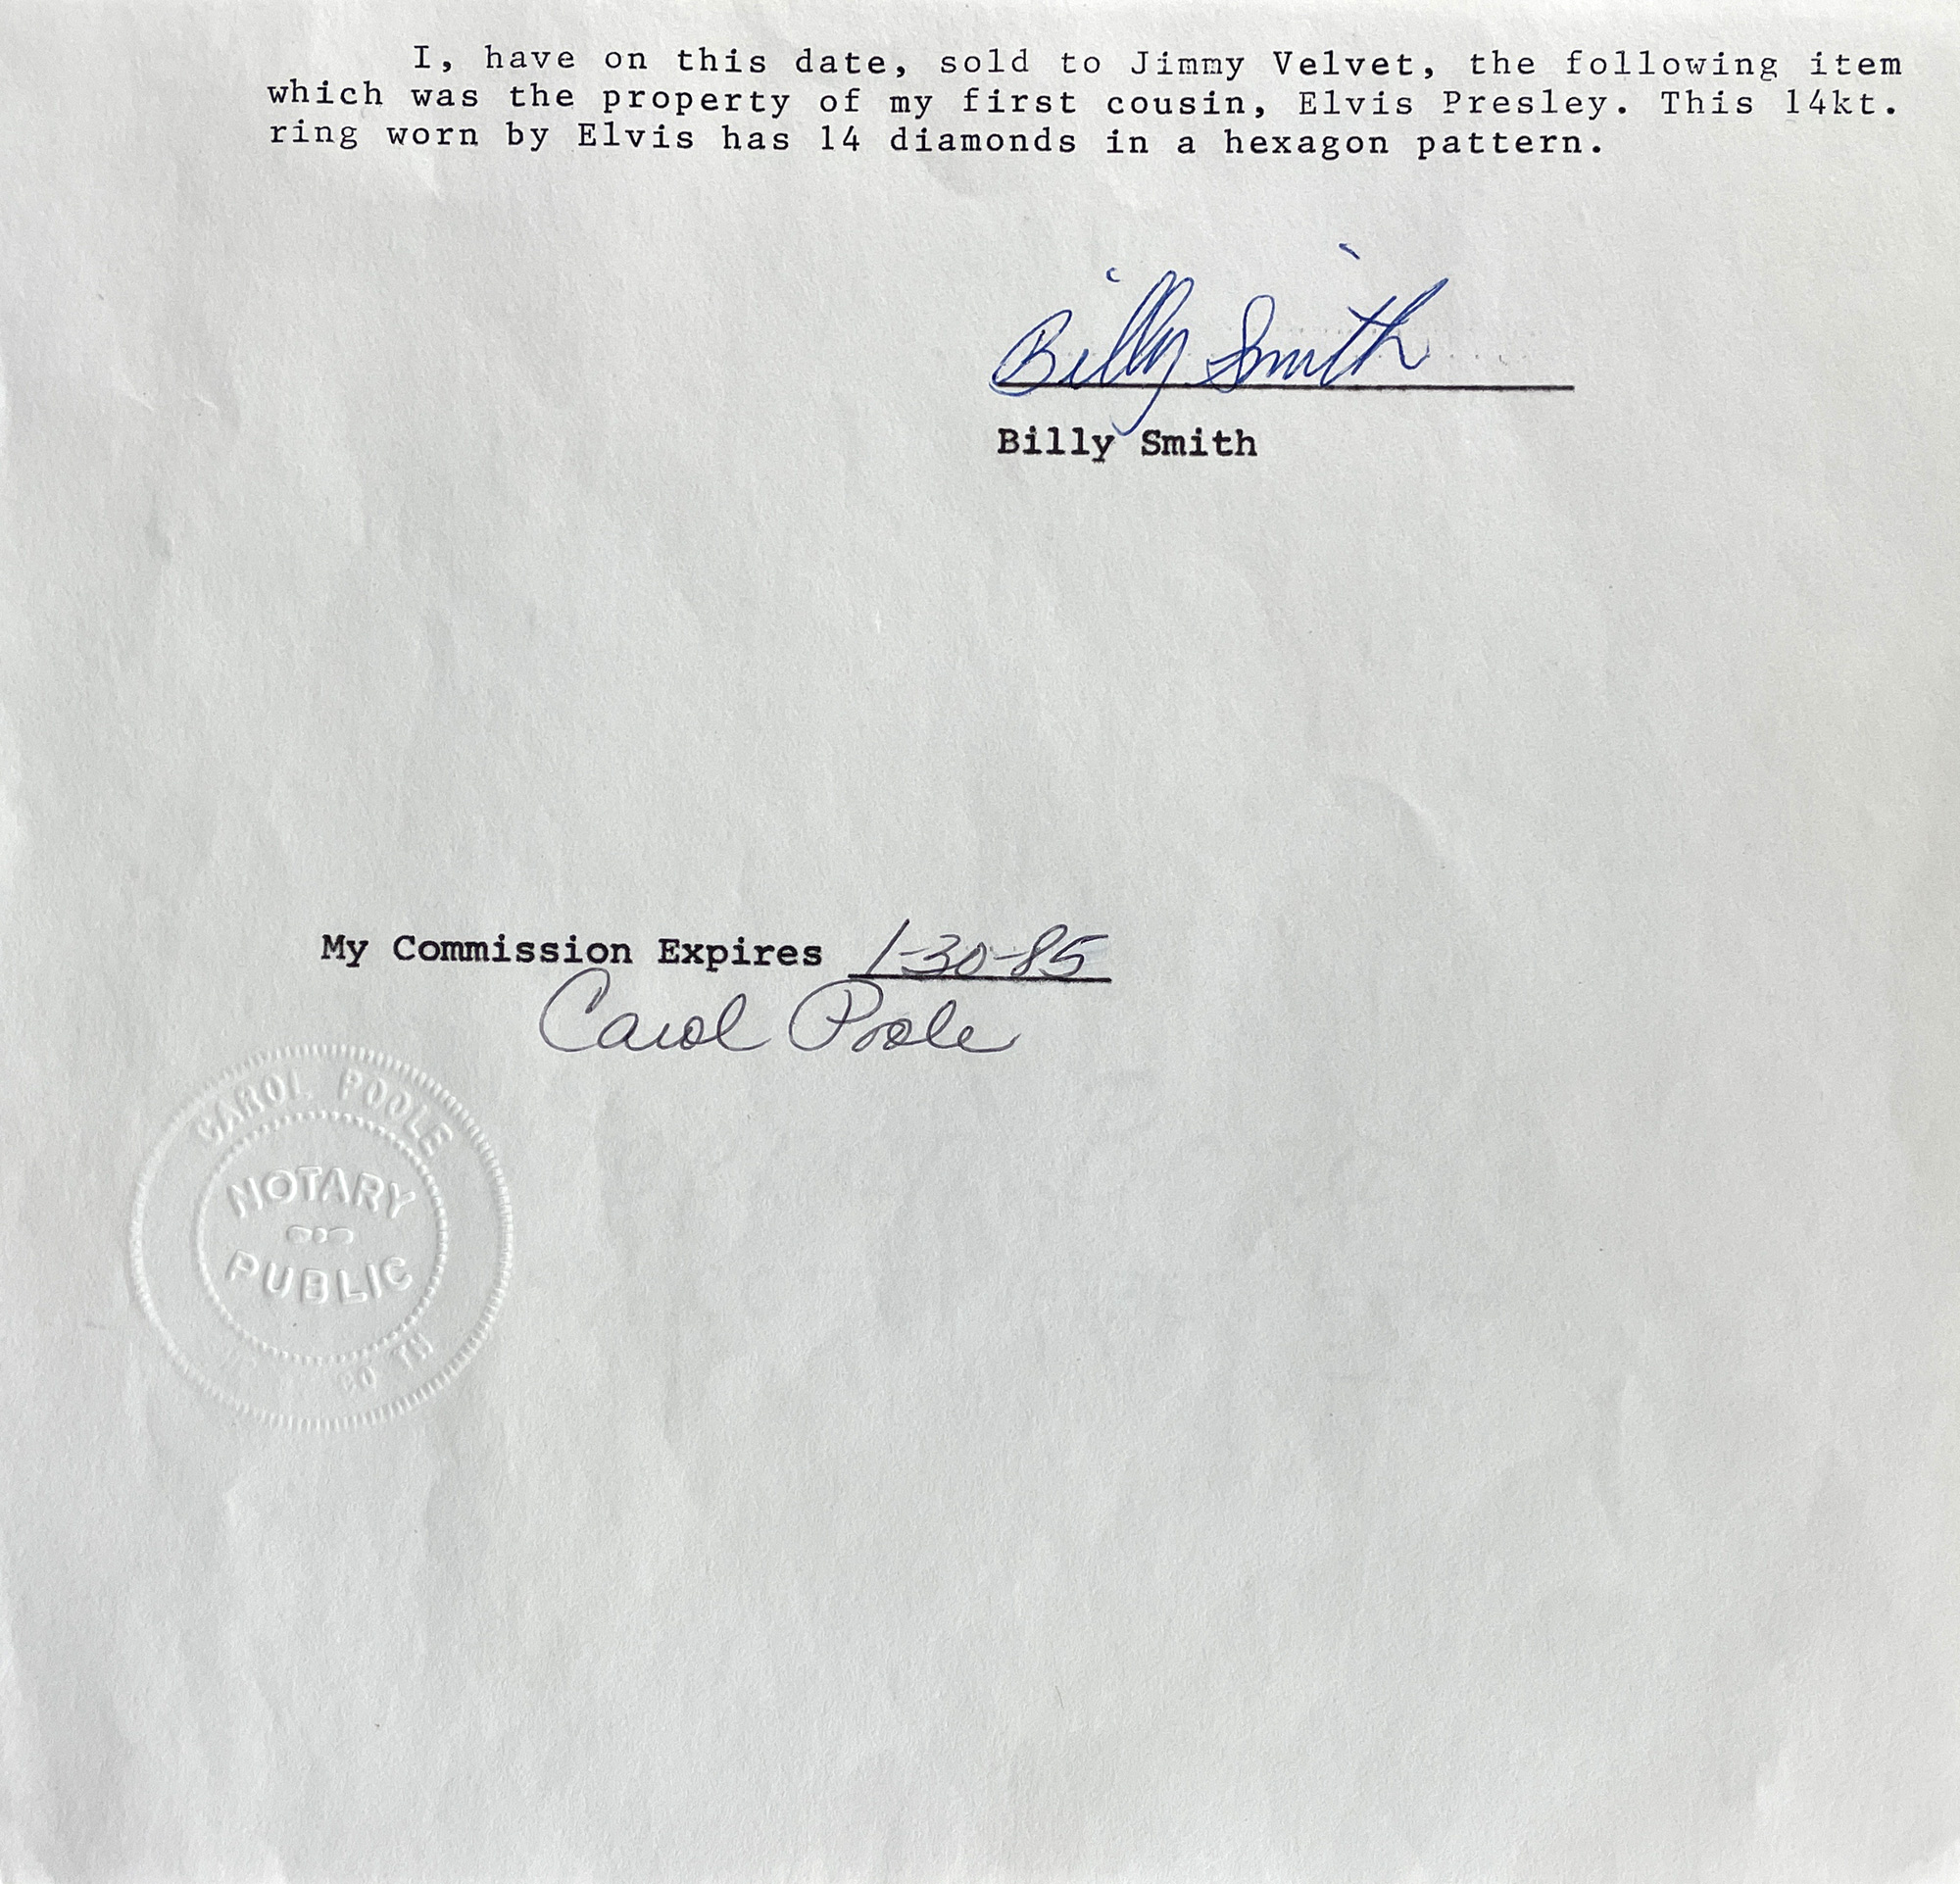 I, have on this date, sold to Jimmy Velvet, the following item
which was the property of my first cousin, Elvis Presley. This 14kt.
ring worn by Elvis has 14 diamonds in a hexagon pattern.
Billy Smith
Billy Smith
My Commission Expires 1-30-85
Carol Poole
CAROL POOLE
NOTARY
PUBLIC
CO TN